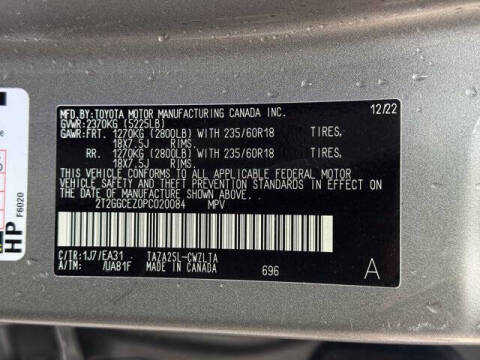 MFD.BY:TOYOTA MOTOR MANUFACTURING CANADA INC. 12/22
GVWR:2370KG (5225LB)
GAWR:FRT. 1270KG (2800LB) WITH 235/60R18 TIRES,
18X7.5J RIMS.
RR. 1270KG (2800LB) WITH 235/60R18 TIRES,
18X7.5J RIMS.
THIS VEHICLE CONFORMS TO ALL APPLICABLE FEDERAL MOTOR
VEHICLE SAFETY AND THEFT PREVENTION STANDARDS IN EFFECT ON
THE DATE OF MANUFACTURE SHOWN ABOVE.
2T2GGCEZ0PC020084 MPV
C/TR:1J7/EA31 TAZA25L-CWZLTA
A/TM: /UA81F MADE IN CANADA 696 A
HP F6020